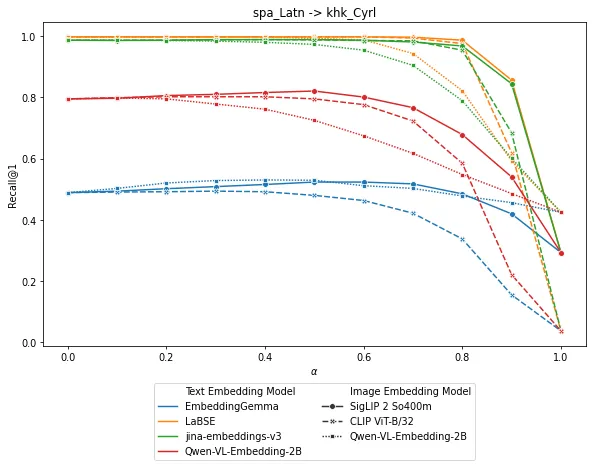 spa_Latn -> khk_Cyrl
1.0
0.8
0.6
0.4
0.2
0.0
Recall@1
0.0 0.2 0.4 0.6 0.8 1.0
α
Text Embedding Model
EmbeddingGemma
LaBSE
jina-embeddings-v3
Qwen-VL-Embedding-2B
Image Embedding Model
SigLIP 2 So400m
CLIP ViT-B/32
Qwen-VL-Embedding-2B